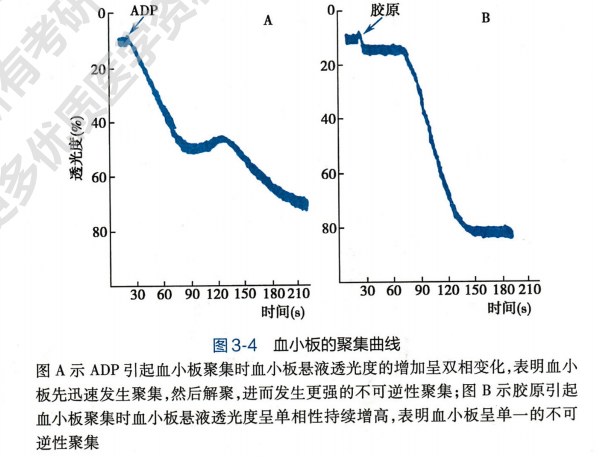 ADP
A
0
20
40
60
80
透光度(%)
30 60 90 120 150 180 210
时间(s)
胶原
B
0
20
40
60
80
30 60 90 120 150 180 210
时间(s)
图 3-4 血小板的聚集曲线
图 A 示 ADP 引起血小板聚集时血小板悬液透光度的增加呈双相变化,表明血小
板先迅速发生聚集,然后解聚,进而发生更强的不可逆性聚集;图 B 示胶原引起
血小板聚集时血小板悬液透光度呈单相性持续增高,表明血小板呈单一的不可
逆性聚集